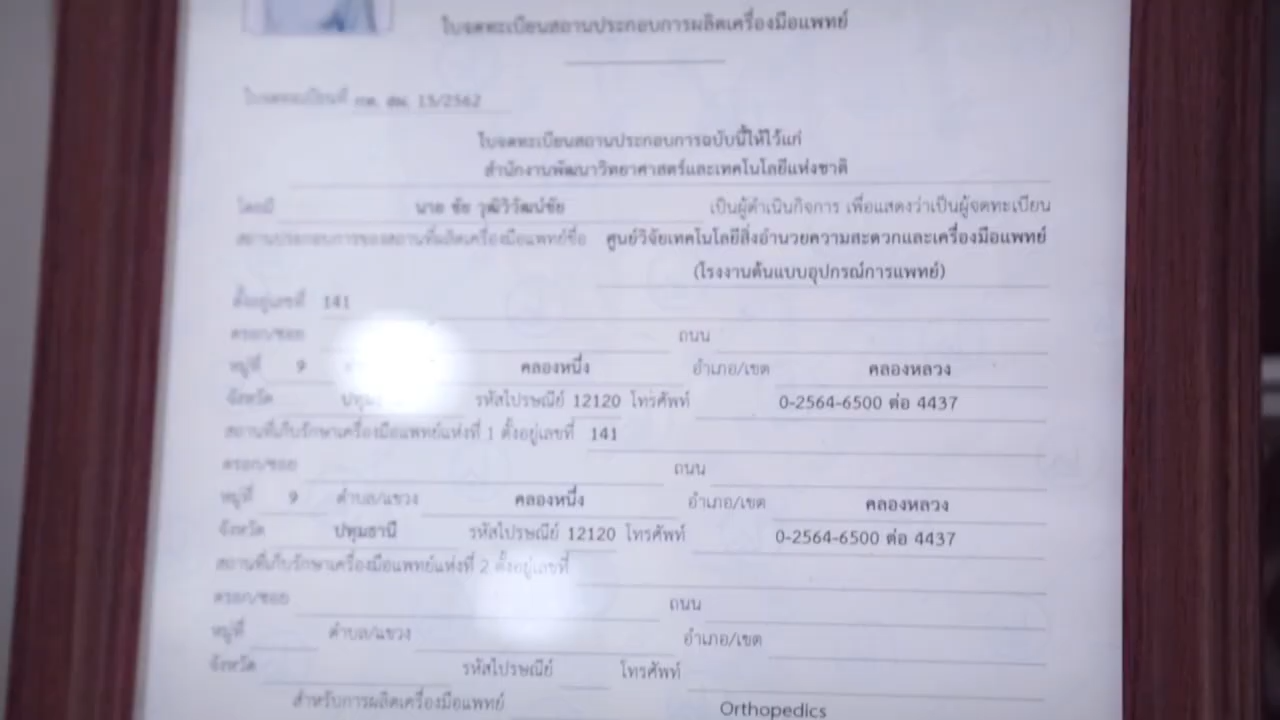 ใบจดทะเบียนสถานประกอบการผลิตเครื่องมือแพทย์
ใบจดทะเบียนที่ กท. สผ. 15/2562
ใบจดทะเบียนสถานประกอบการฉบับนี้ให้ไว้แก่
สำนักงานพัฒนาวิทยาศาสตร์และเทคโนโลยีแห่งชาติ
โดยมี นาย ชัย วุฒิวิวัฒน์ชัย เป็นผู้ดำเนินกิจการ เพื่อแสดงว่าเป็นผู้จดทะเบียน
สถานประกอบการของสถานที่ผลิตเครื่องมือแพทย์ชื่อ ศูนย์วิจัยเทคโนโลยีสิ่งอำนวยความสะดวกและเครื่องมือแพทย์
(โรงงานต้นแบบอุปกรณ์การแพทย์)
ตั้งอยู่เลขที่ 141
ตรอก/ซอย ถนน
หมู่ที่ 9 คลองหนึ่ง อำเภอ/เขต คลองหลวง
จังหวัด รหัสไปรษณีย์ 12120 โทรศัพท์ 0-2564-6500 ต่อ 4437
สถานที่เก็บรักษาเครื่องมือแพทย์แห่งที่ 1 ตั้งอยู่เลขที่ 141
ตรอก/ซอย ถนน
หมู่ที่ 9 ตำบล/แขวง คลองหนึ่ง อำเภอ/เขต คลองหลวง
จังหวัด ปทุมธานี รหัสไปรษณีย์ 12120 โทรศัพท์ 0-2564-6500 ต่อ 4437
สถานที่เก็บรักษาเครื่องมือแพทย์แห่งที่ 2 ตั้งอยู่เลขที่
ตรอก/ซอย ถนน
หมู่ที่ ตำบล/แขวง อำเภอ/เขต
จังหวัด รหัสไปรษณีย์ โทรศัพท์
สำหรับการผลิตเครื่องมือแพทย์ Orthopedics